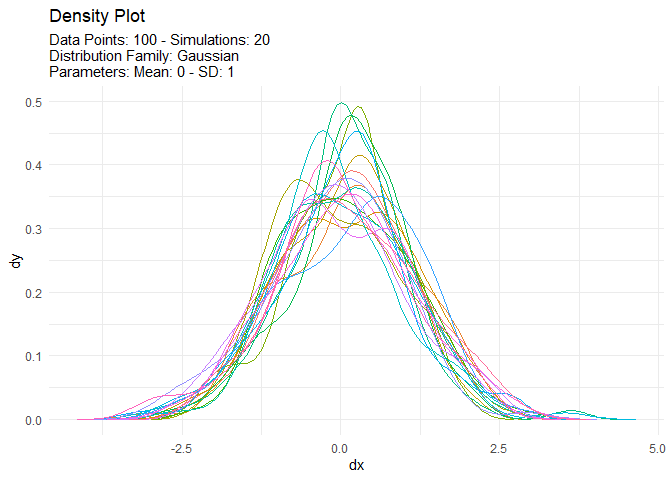 Density Plot
Data Points: 100 - Simulations: 20
Distribution Family: Gaussian
Parameters: Mean: 0 - SD: 1
0.5
0.4
0.3
dy
0.2
0.1
0.0
-2.5 0.0 2.5 5.0
dx